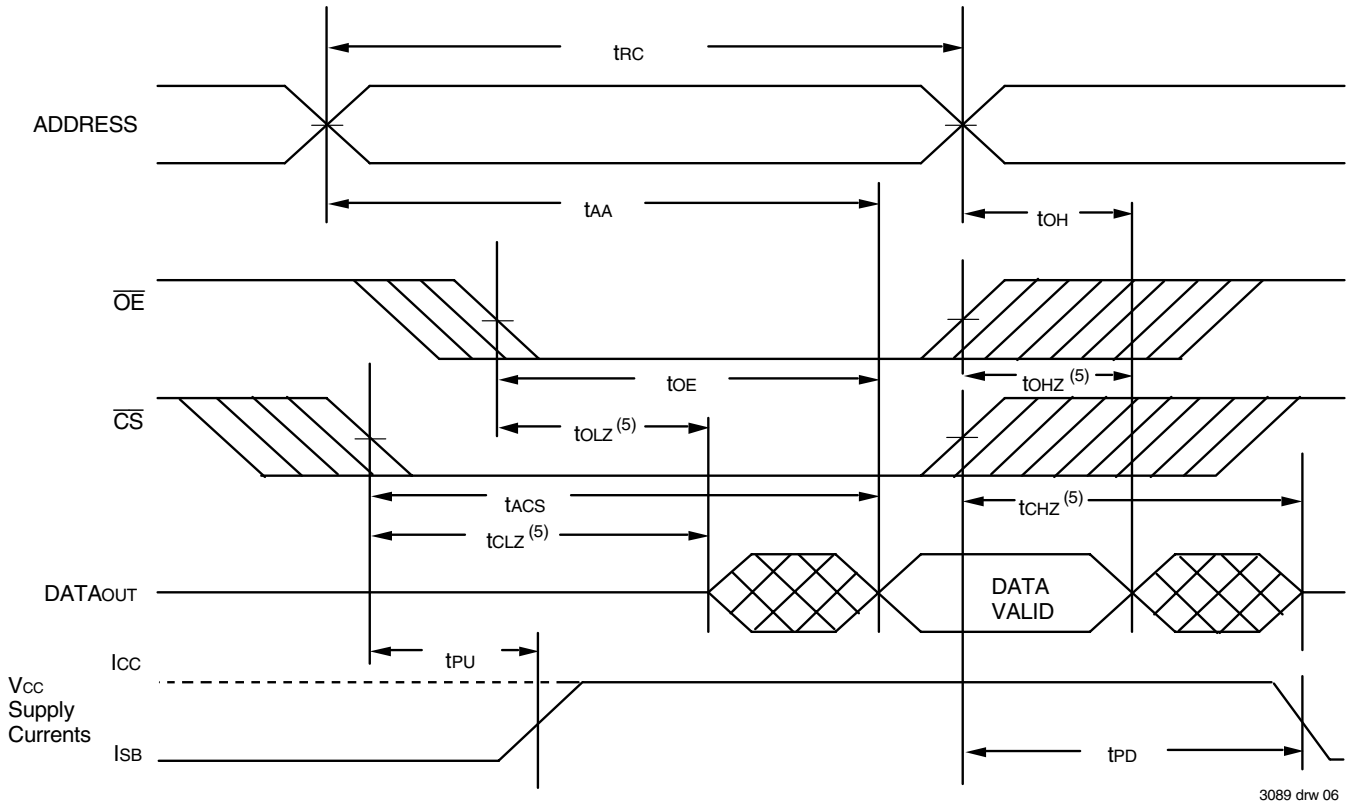 tRC
ADDRESS
tAA
tOH
OE
tOE
tOHZ (5)
CS
tOLZ (5)
tACS
tCHZ (5)
tCLZ (5)
DATAOUT
DATA
VALID
ICC
tPU
VCC
Supply
Currents
ISB
tPD
3089 drw 06